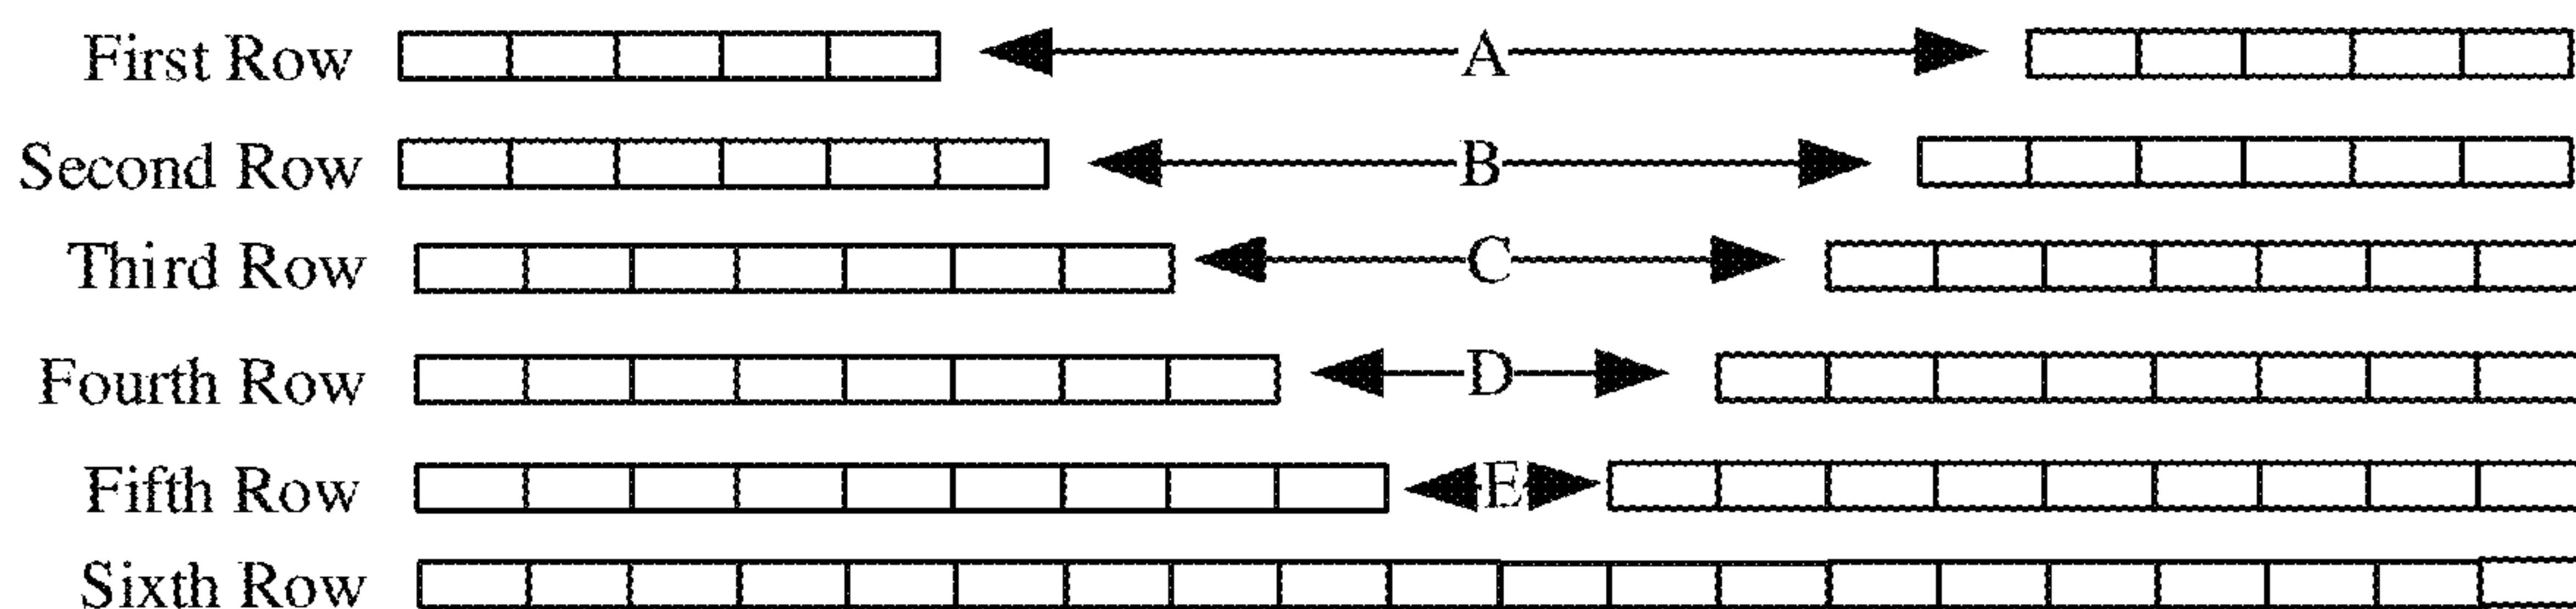 First Row A
Second Row B
Third Row C
Fourth Row D
Fifth Row E
Sixth Row